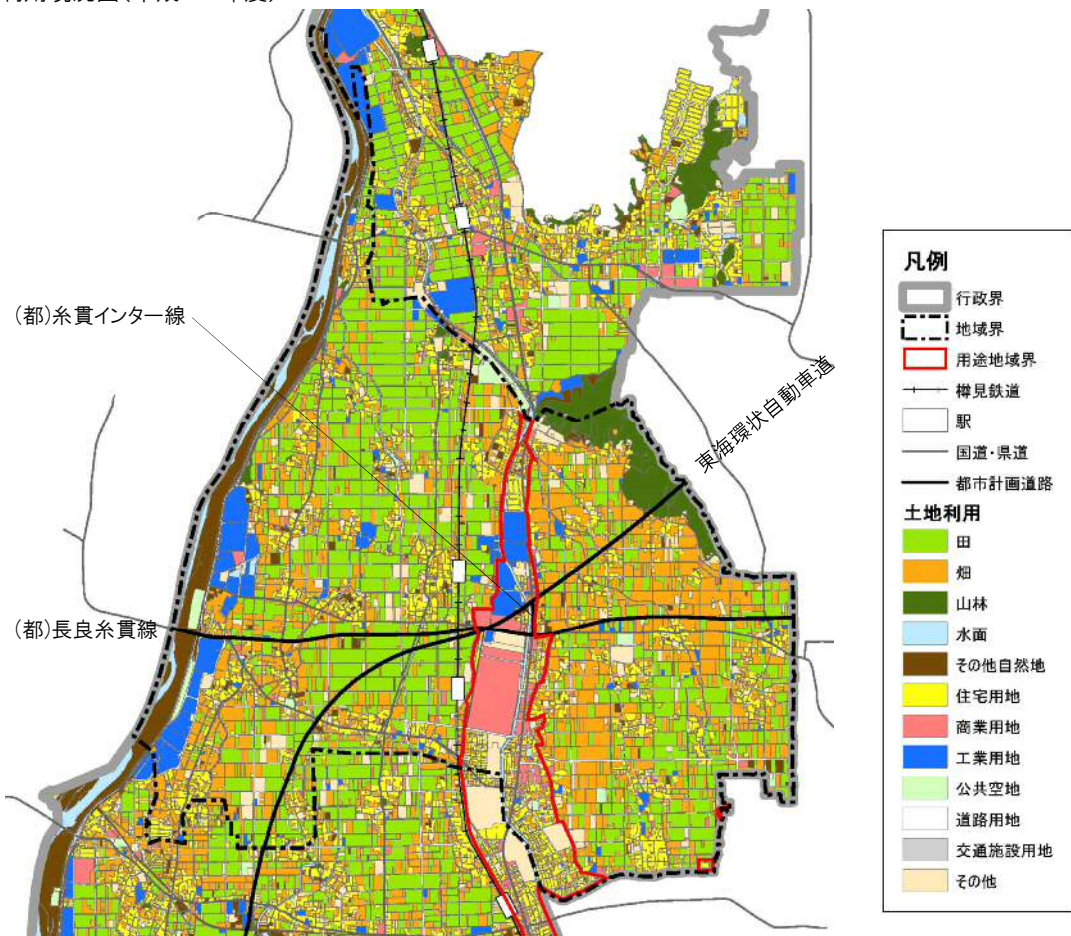 (都)糸貫インター線
東海環状自動車道
(都)長良糸貫線
凡例
行政界
地域界
用途地域界
樽見鉄道
駅
国道・県道
都市計画道路
土地利用
田
畑
山林
水面
その他自然地
住宅用地
商業用地
工業用地
公共空地
道路用地
交通施設用地
その他